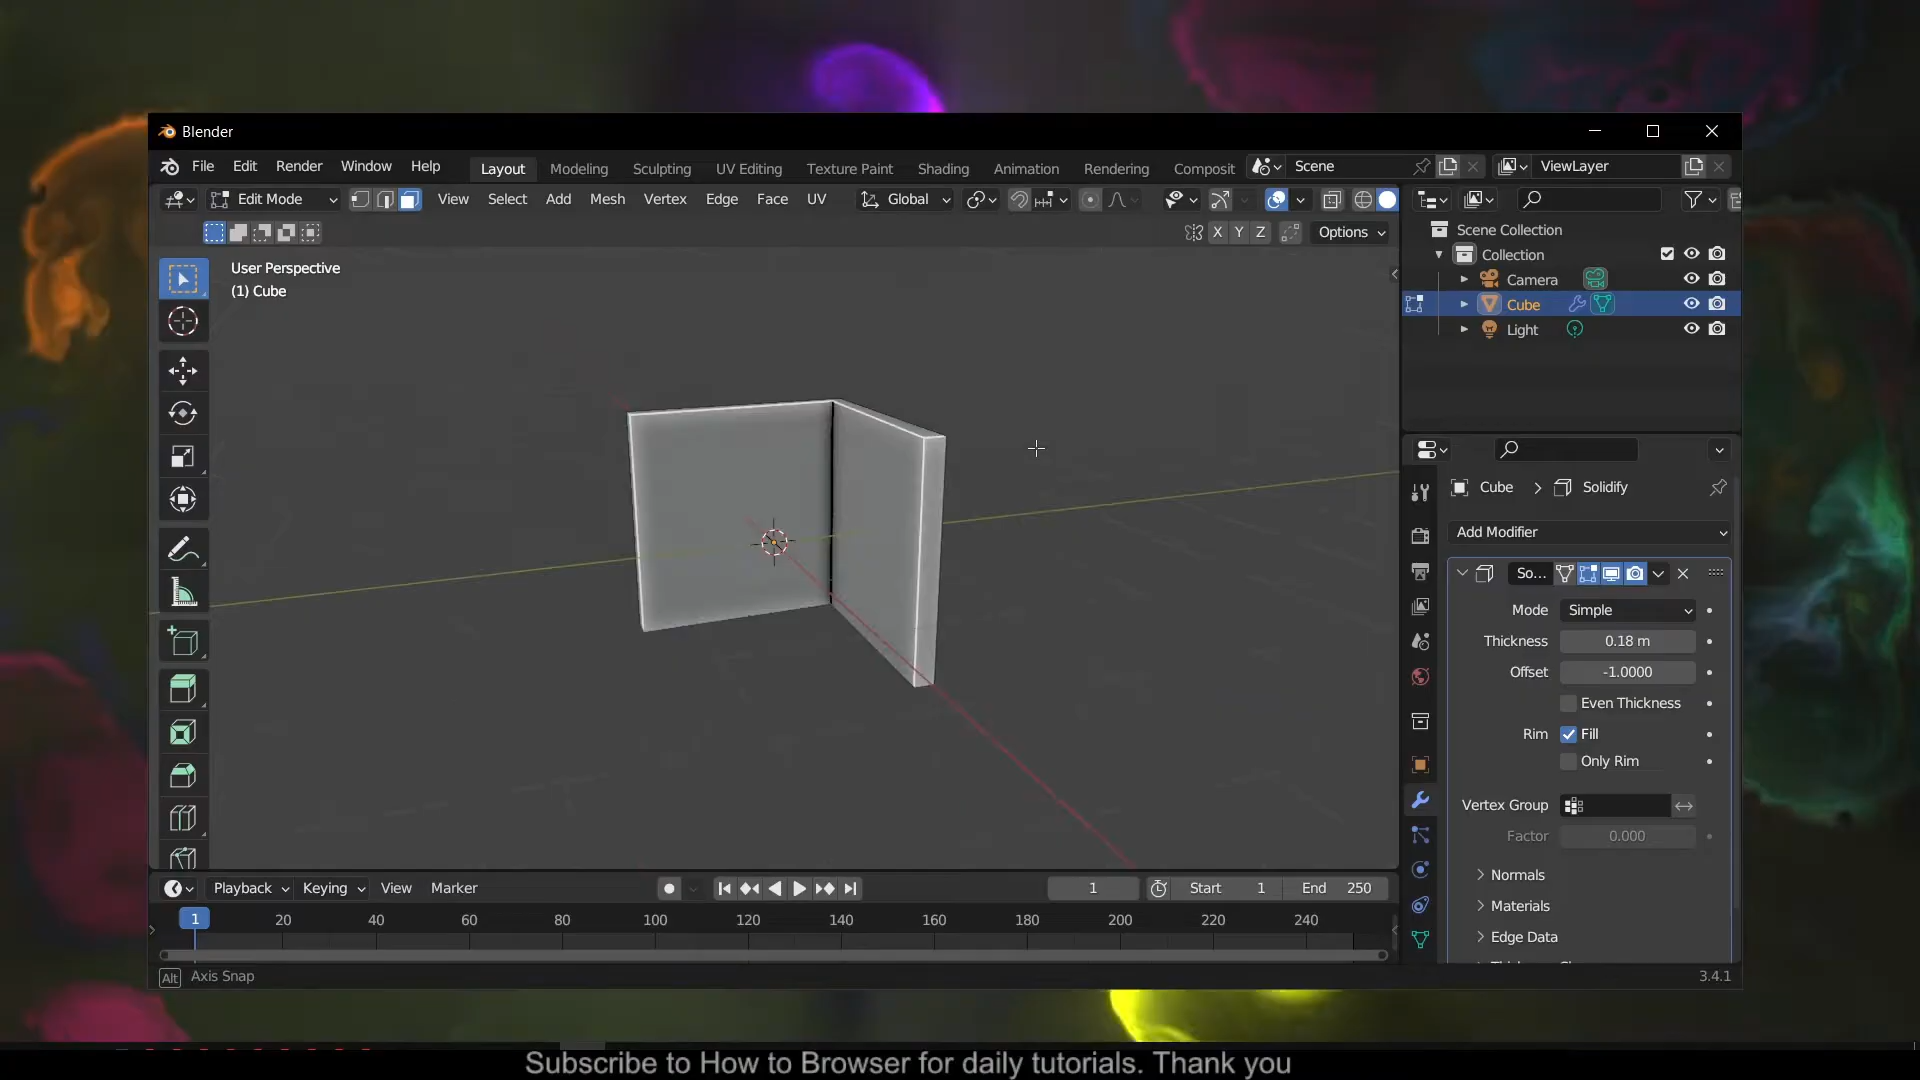 Blender
File Edit Render Window Help Layout Modeling Sculpting UV Editing Texture Paint Shading Animation Rendering Composit Scene ViewLayer
Edit Mode View Select Add Mesh Vertex Edge Face UV Global
X Y Z Options
User Perspective
(1) Cube
Scene Collection
Collection
Camera
Cube
Light
Cube > Solidify
Add Modifier
So...
Mode Simple
Thickness 0.18 m
Offset -1.0000
Even Thickness
Rim Fill
Only Rim
Vertex Group
Factor 0.000
Normals
Materials
Edge Data
Playback Keying View Marker 1 Start 1 End 250
1 20 40 60 80 100 120 140 160 180 200 220 240
Alt Axis Snap 3.4.1
Subscribe to How to Browser for daily tutorials. Thank you